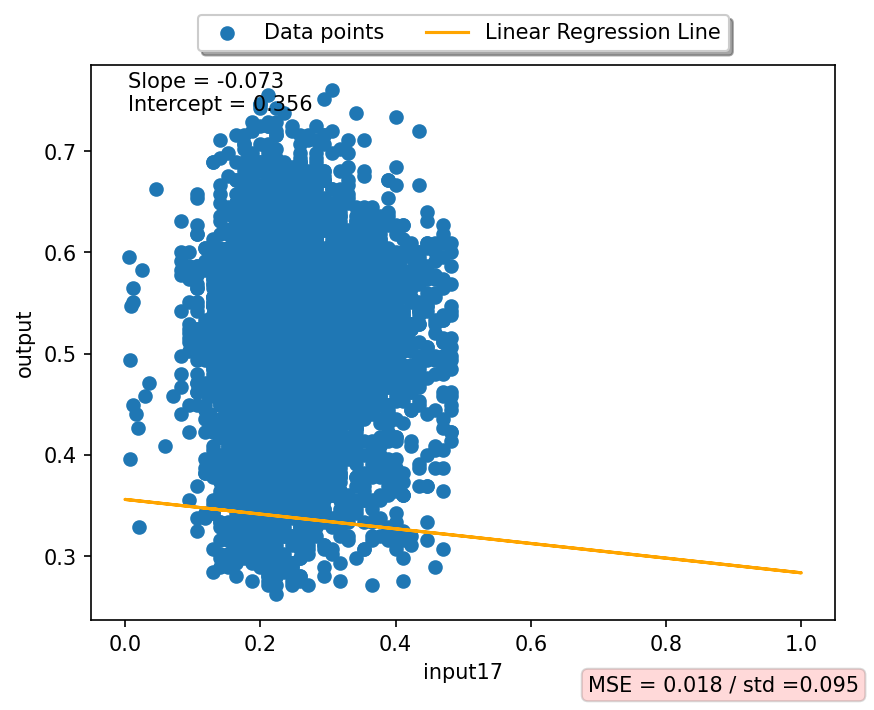 Data points
Linear Regression Line
Slope = -0.073
Intercept = 0.356
0.7
0.6
0.5
0.4
0.3
output
0.0 0.2 0.4 0.6 0.8 1.0
input17
MSE = 0.018 / std =0.095